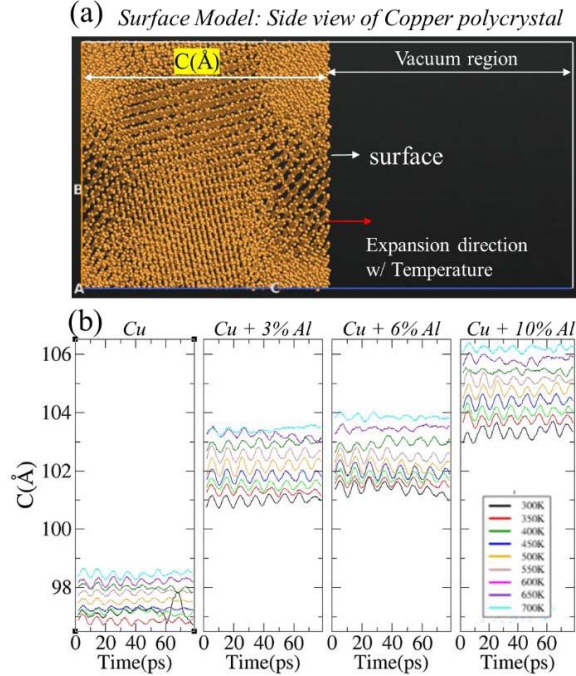 (a) Surface Model: Side view of Copper polycrystal
C(Å)
Vacuum region
surface
B
Expansion direction
w/ Temperature
A
C
(b)
Cu
Cu + 3% Al
Cu + 6% Al
Cu + 10% Al
C(Å)
106
104
102
100
98
300K
350K
400K
450K
500K
550K
600K
650K
700K
0 20 40 60
0 20 40 60
0 20 40 60
0 20 40 60
Time(ps)
Time(ps)
Time(ps)
Time(ps)